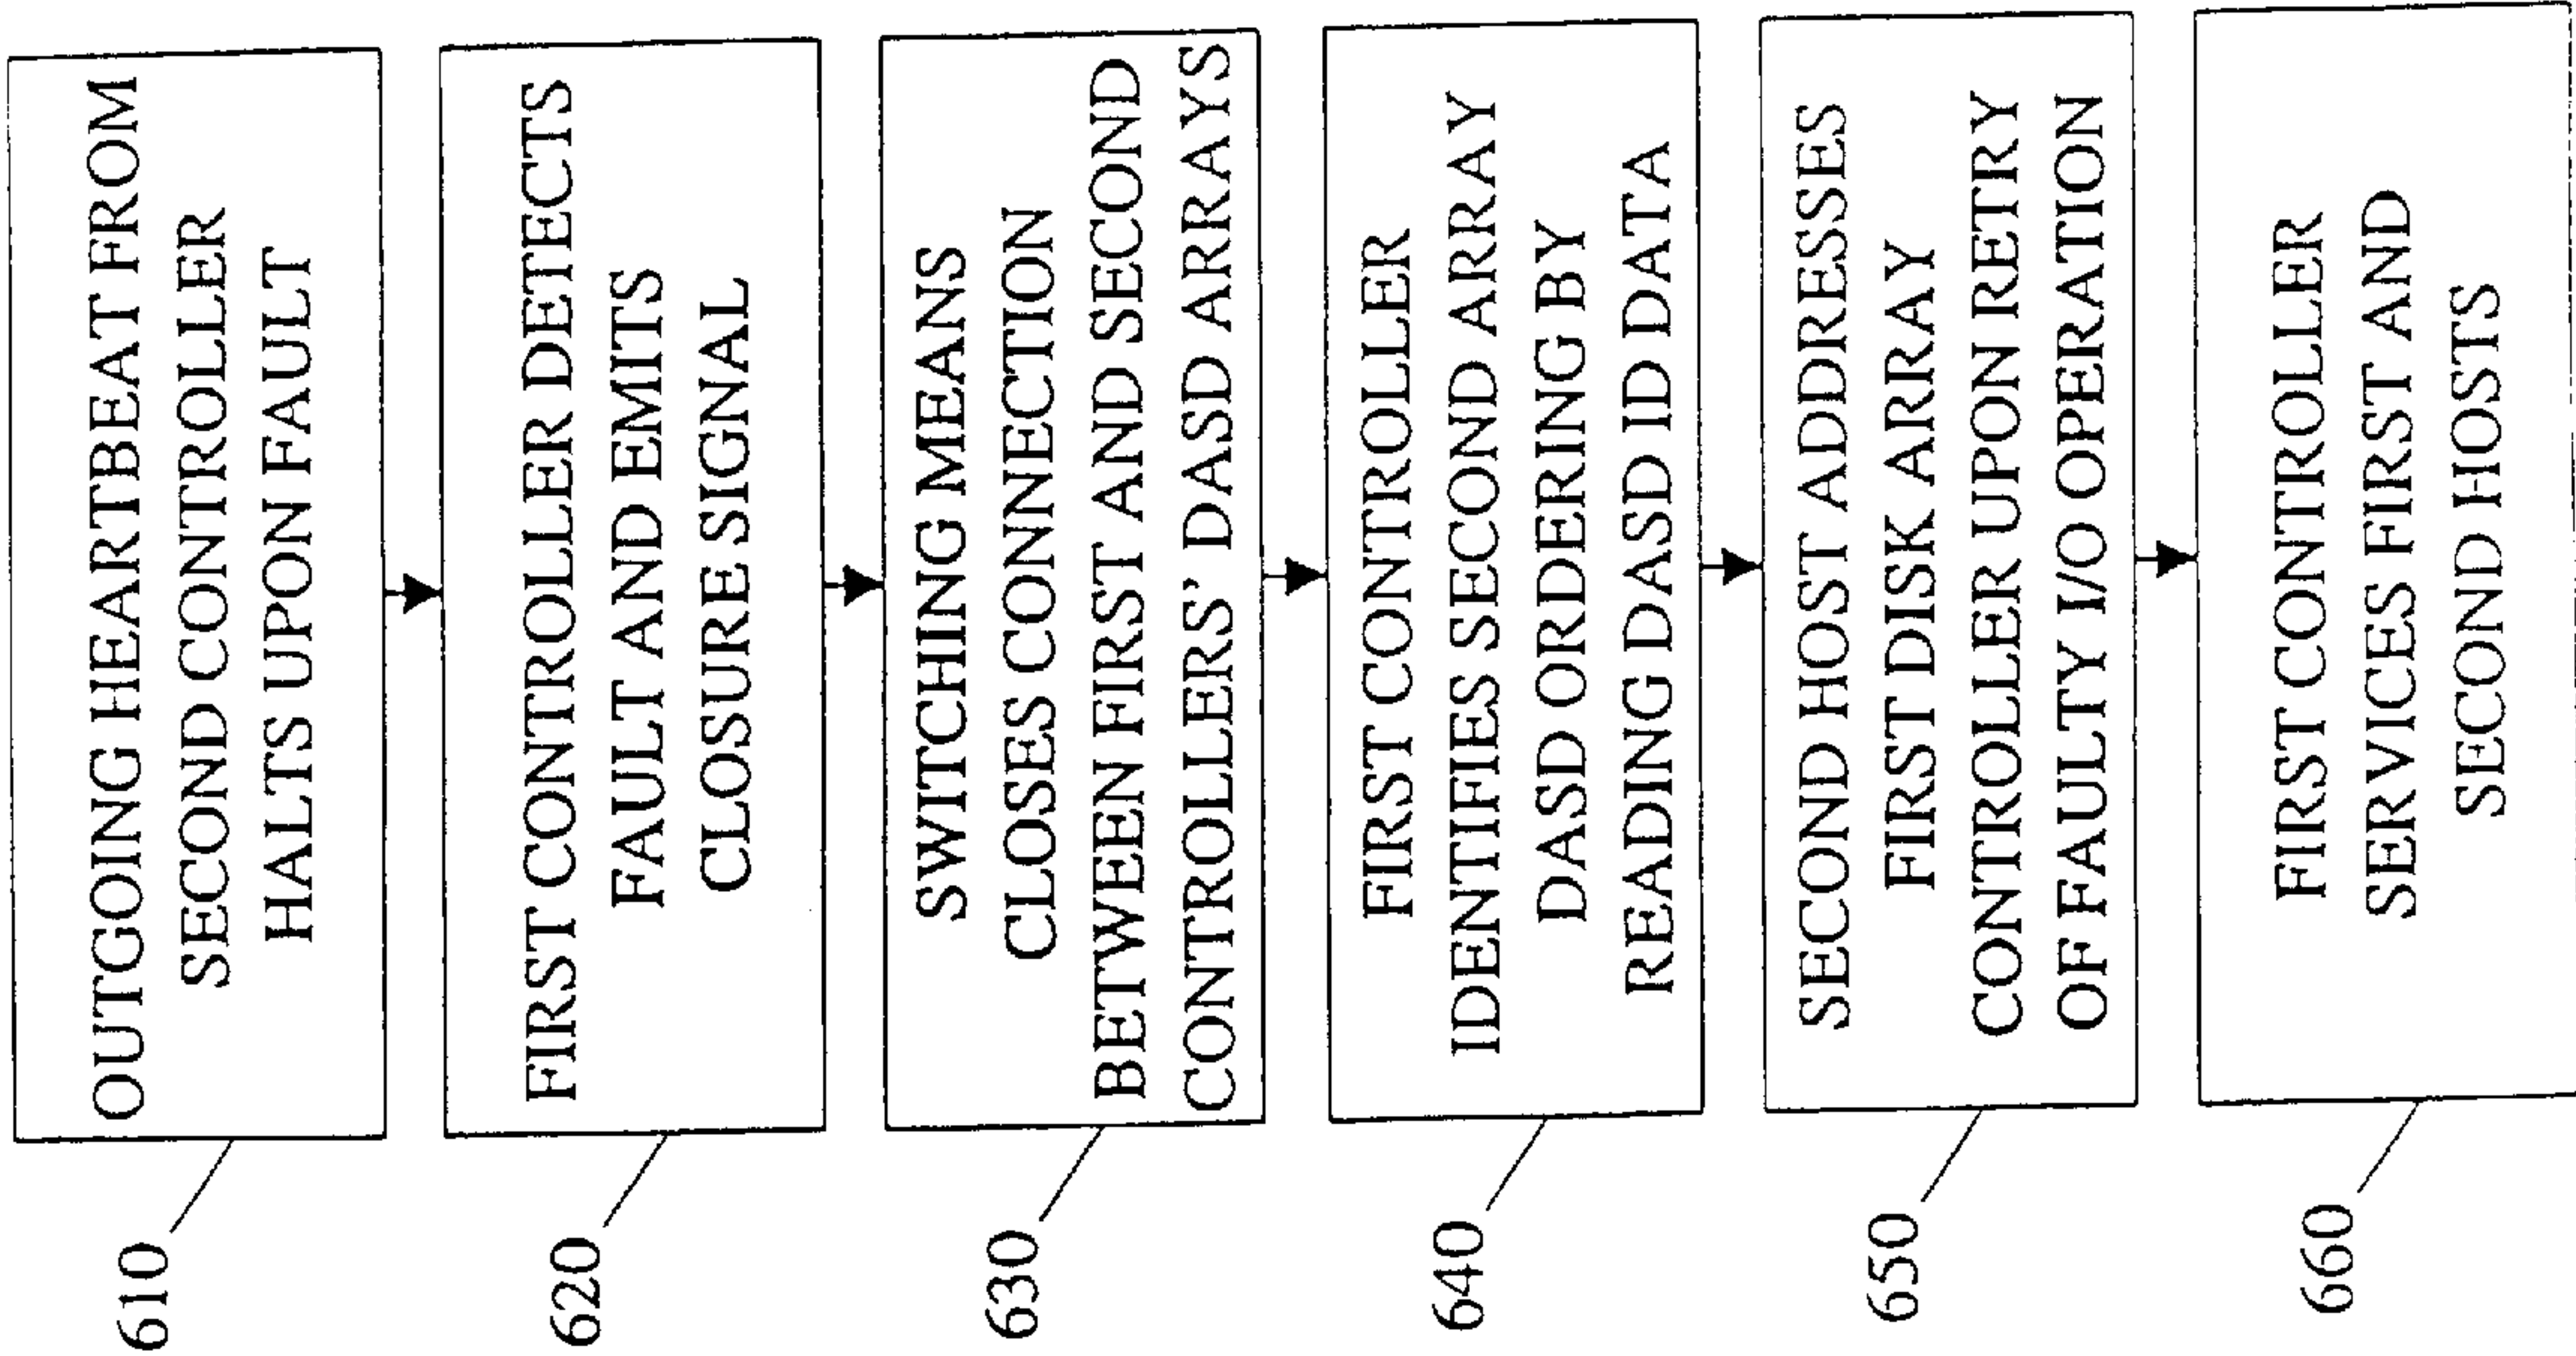 610
OUTGOING HEARTBEAT FROM
SECOND CONTROLLER
HALTS UPON FAULT
620
FIRST CONTROLLER DETECTS
FAULT AND EMITS
CLOSURE SIGNAL
630
SWITCHING MEANS
CLOSES CONNECTION
BETWEEN FIRST AND SECOND
CONTROLLERS' DASD ARRAYS
640
FIRST CONTROLLER
IDENTIFIES SECOND ARRAY
DASD ORDERING BY
READING DASD ID DATA
650
SECOND HOST ADDRESSES
FIRST DISK ARRAY
CONTROLLER UPON RETRY
OF FAULTY I/O OPERATION
660
FIRST CONTROLLER
SERVICES FIRST AND
SECOND HOSTS